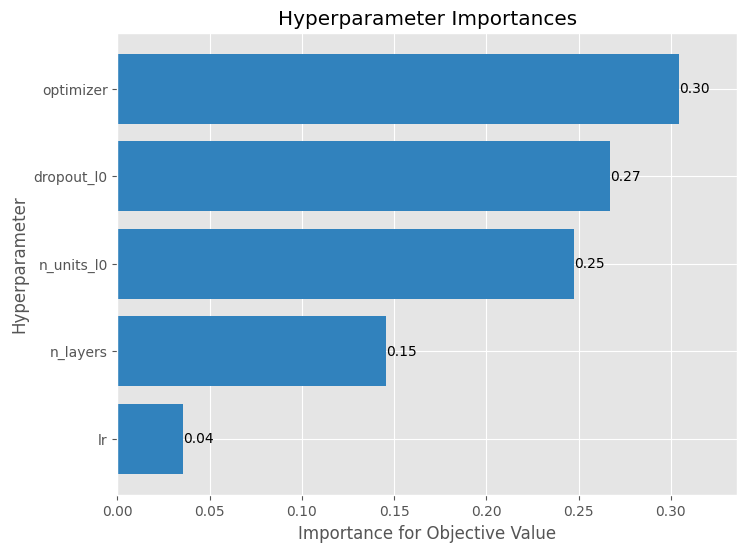 Hyperparameter Importances
Hyperparameter
optimizer
0.30
dropout_l0
0.27
n_units_l0
0.25
n_layers
0.15
lr
0.04
0.00 0.05 0.10 0.15 0.20 0.25 0.30
Importance for Objective Value